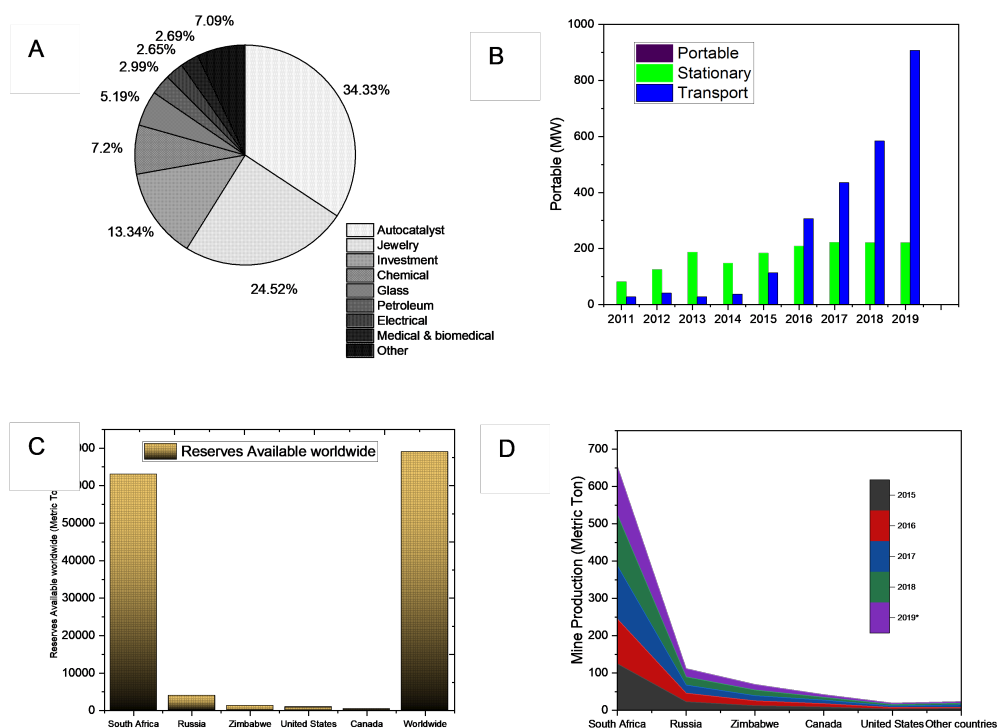 A
7.09%
2.69%
2.65%
2.99%
5.19%
7.2%
13.34%
34.33%
24.52%
Autocatalyst
Jewelry
Investment
Chemical
Glass
Petroleum
Electrical
Medical & biomedical
Other
B
Portable (MW)
1000
800
600
400
200
0
Portable
Stationary
Transport
2011 2012 2013 2014 2015 2016 2017 2018 2019
C
Reserves Available worldwide (Metric
50000
40000
30000
20000
10000
0
Reserves Available worldwide
South Africa Russia Zimbabwe United States Canada Worldwide
D
Mine Production (Metric Ton)
700
600
500
400
300
200
100
0
2015
2016
2017
2018
2019*
South Africa Russia Zimbabwe Canada United States Other countries